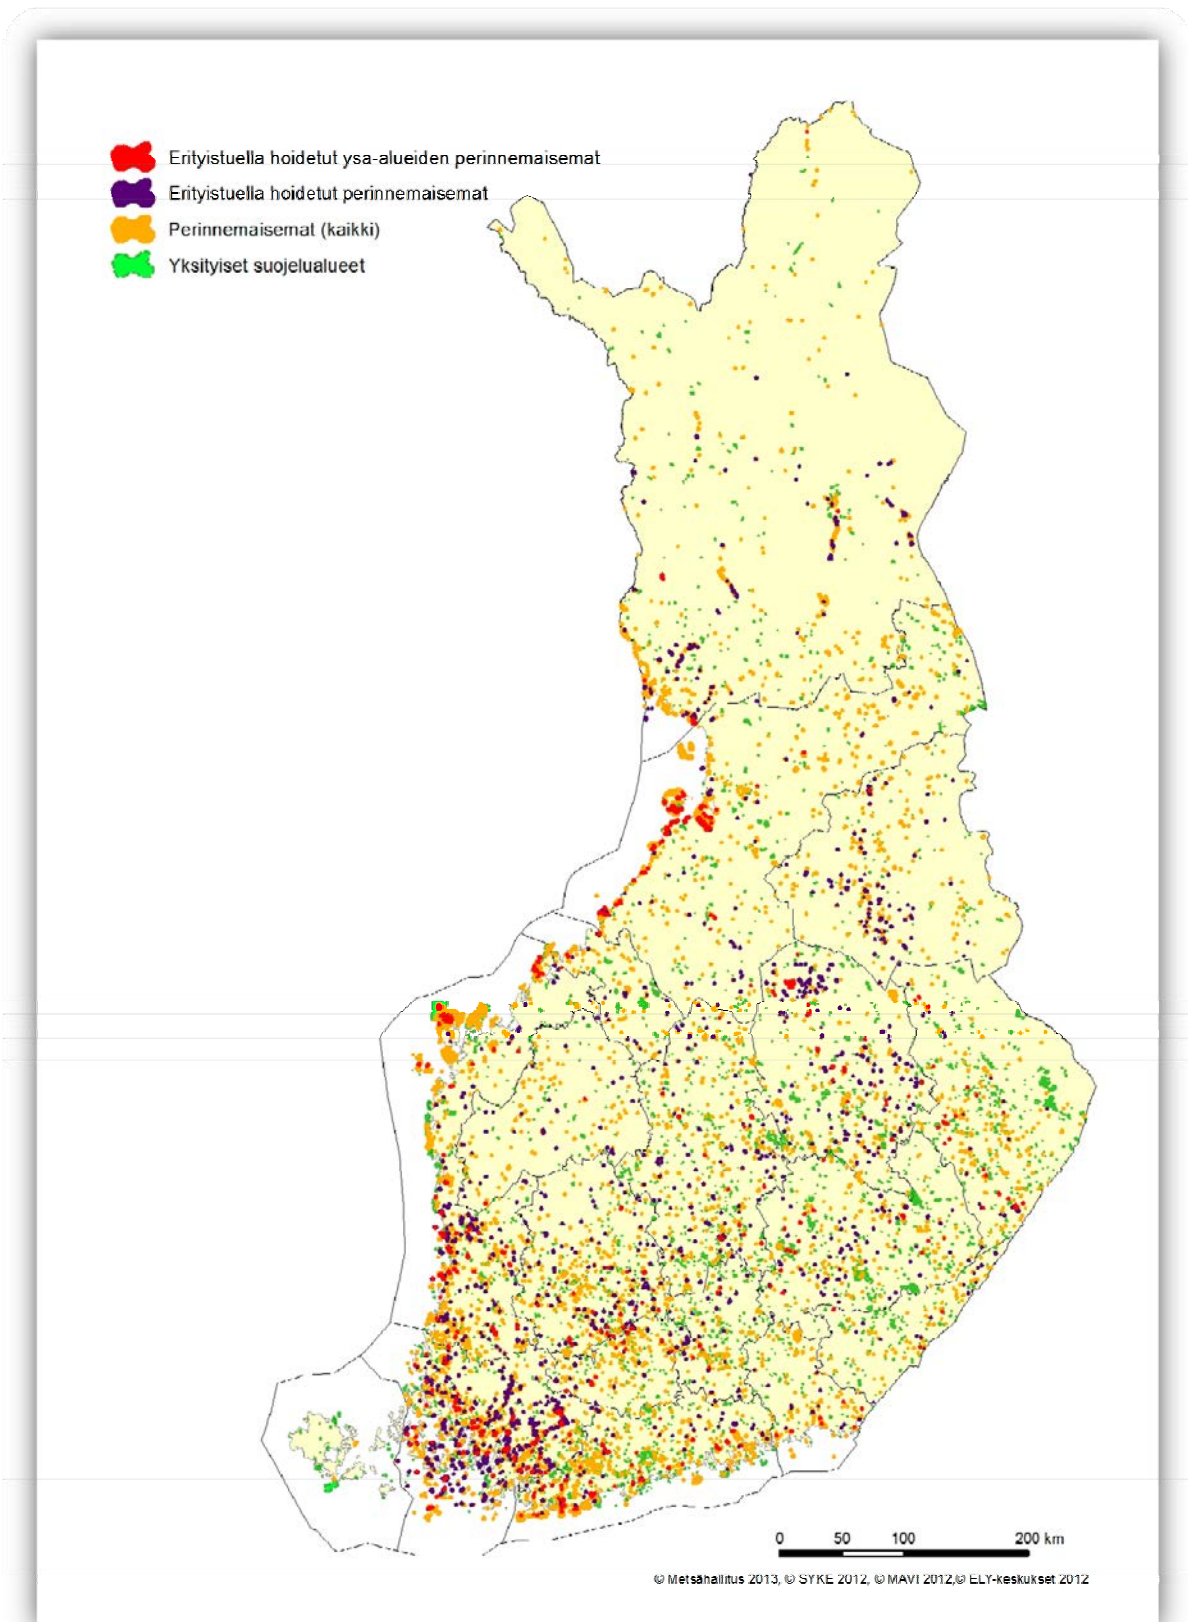 Erityistuella hoidetut ysa-alueiden perinnemaisemat
Erityistuella hoidetut perinnemaisemat
Perinnemaisemat (kaikki)
Yksityiset suojelualueet
0 50 100 200 km
© Metsähallitus 2013, © SYKE 2012, © MAVI 2012,© ELY-keskukset 2012